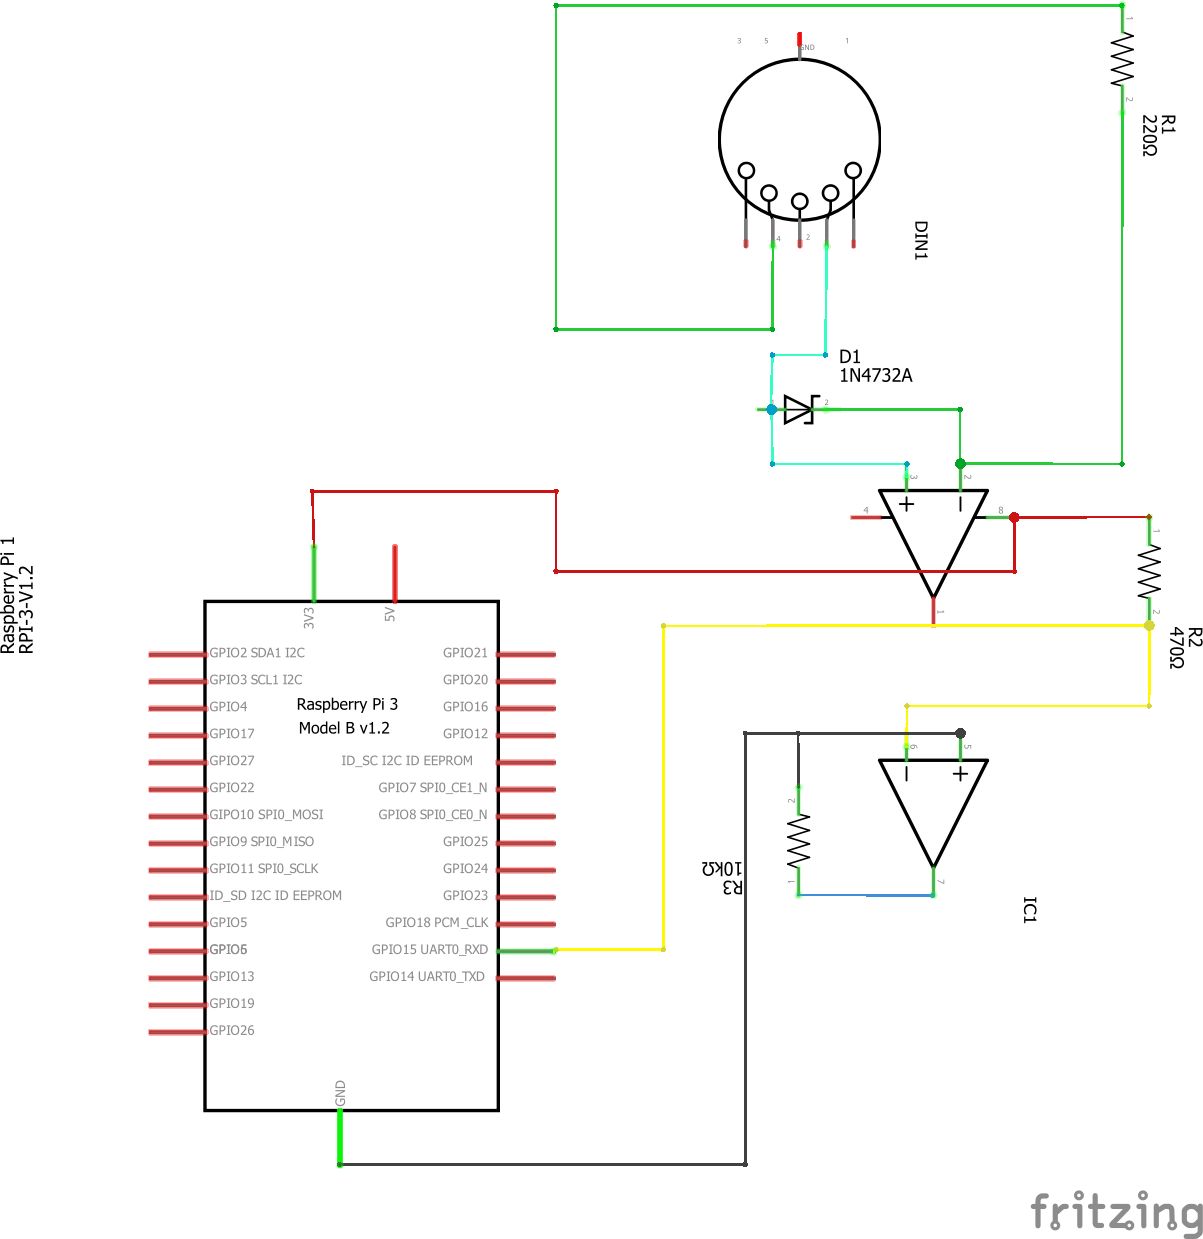 1
3
5
1
GND
2
R1
220Ω
DIN1
4
2
D1
1N4732A
2
3
2
4
8
1
1
2
R2
470Ω
Raspberry Pi 1
RPI-3-V1.2
3V3
5V
GPIO2 SDA1 I2C
GPIO21
GPIO3 SCL1 I2C
GPIO20
Raspberry Pi 3
Model B v1.2
GPIO4
GPIO16
GPIO17
GPIO12
GPIO27
ID_SC I2C ID EEPROM
GPIO22
GPIO7 SPI0_CE1_N
GIPO10 SPI0_MOSI
GPIO8 SPI0_CE0_N
GPIO9 SPI0_MISO
GPIO25
GPIO11 SPI0_SCLK
GPIO24
ID_SD I2C ID EEPROM
GPIO23
GPIO5
GPIO18 PCM_CLK
GPIO6
GPIO15 UART0_RXD
GPIO13
GPIO14 UART0_TXD
GPIO19
GPIO26
GND
6
5
2
1
R3
10kΩ
7
IC1
fritzing